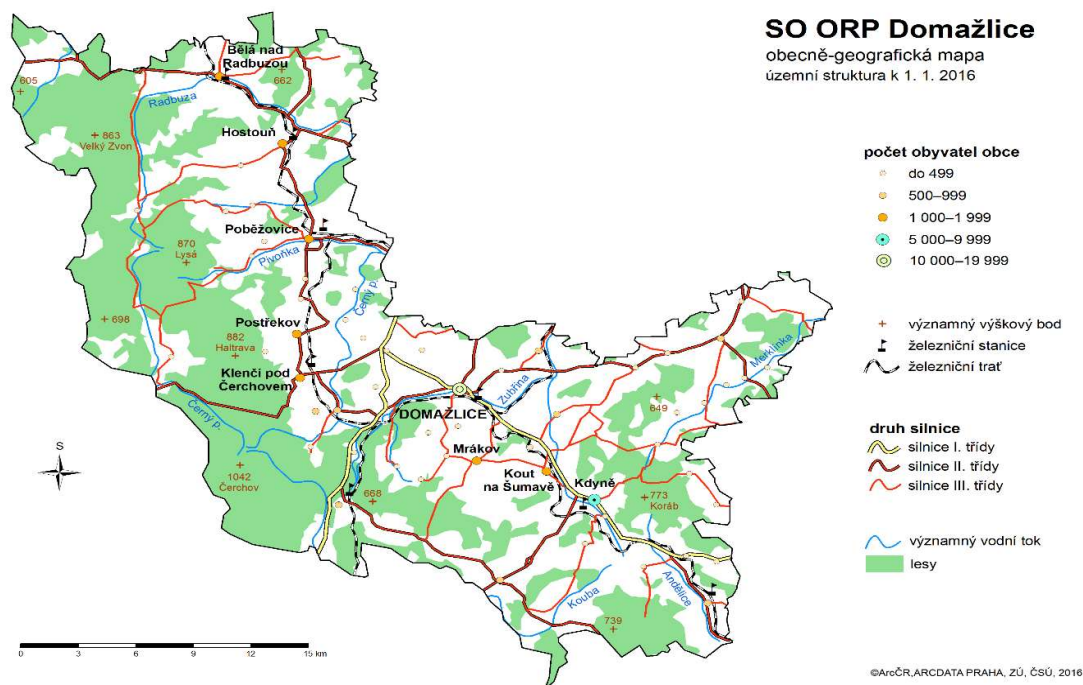 SO ORP Domažlice
obecně-geografická mapa
územní struktura k 1. 1. 2016
počet obyvatel obce
do 499
500–999
1 000–1 999
5 000–9 999
10 000–19 999
významný výškový bod
železniční stanice
železniční trať
druh silnice
silnice I. třídy
silnice II. třídy
silnice III. třídy
významný vodní tok
lesy
Bělá nad
Radbuzou
605
662
Radbuza
863
Velký Zvon
Hostouň
Poběžovice
870
Lysá
Pivoňka
Černý p.
698
Postřekov
882
Haltrava
Klenčí pod
Čerchovem
Merklínka
Zubřina
649
Černý p.
DOMAŽLICE
Mrákov
Kout
na Šumavě
Kdyně
1042
Čerchov
668
773
Koráb
Andělice
Kouba
739
S
0 3 6 9 12 15 km
©ArcČR,ARCDATA PRAHA, ZÚ, ČSÚ, 2016